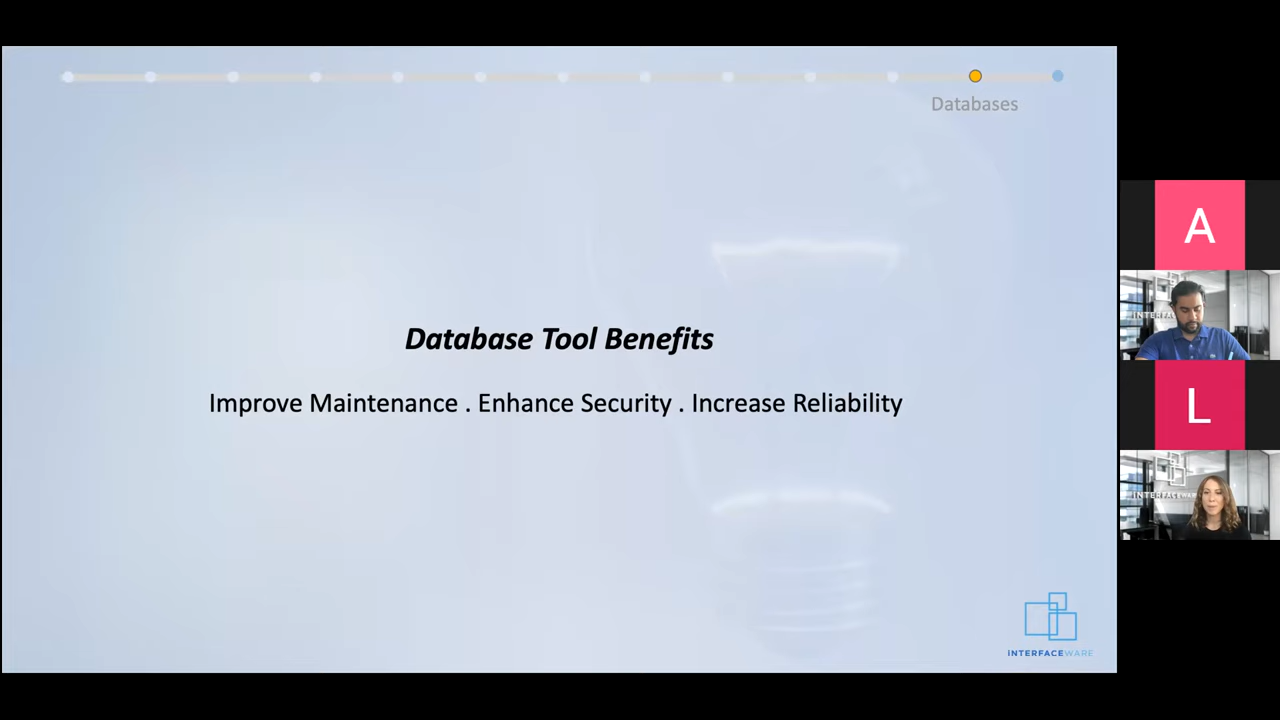 Databases
Database Tool Benefits
Improve Maintenance . Enhance Security . Increase Reliability
INTERFACEWARE
A
L